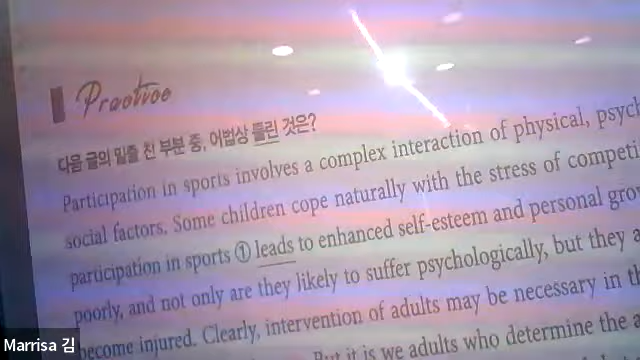 Practice
다음 글의 밑줄 친 부분 중, 어법상 틀린 것은?
Participation in sports involves a complex interaction of physical,
social factors. Some children cope naturally with the stress of
participation in sports ① leads to enhanced self-esteem and personal
poorly, and not only are they likely to suffer psychologically, but they
become injured. Clearly, intervention of adults may be necessary in
But it is we adults who determine the
Marrisa 김